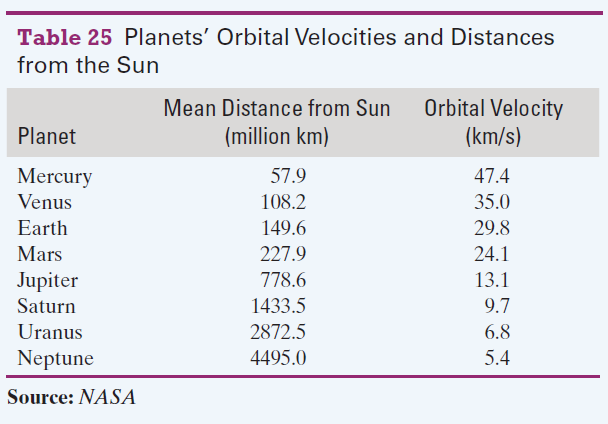 Table 25 Planets' Orbital Velocities and Distances
from the Sun
Mean Distance from Sun Orbital Velocity
Planet (million km) (km/s)
Mercury 57.9 47.4
Venus 108.2 35.0
Earth 149.6 29.8
Mars 227.9 24.1
Jupiter 778.6 13.1
Saturn 1433.5 9.7
Uranus 2872.5 6.8
Neptune 4495.0 5.4
Source: NASA